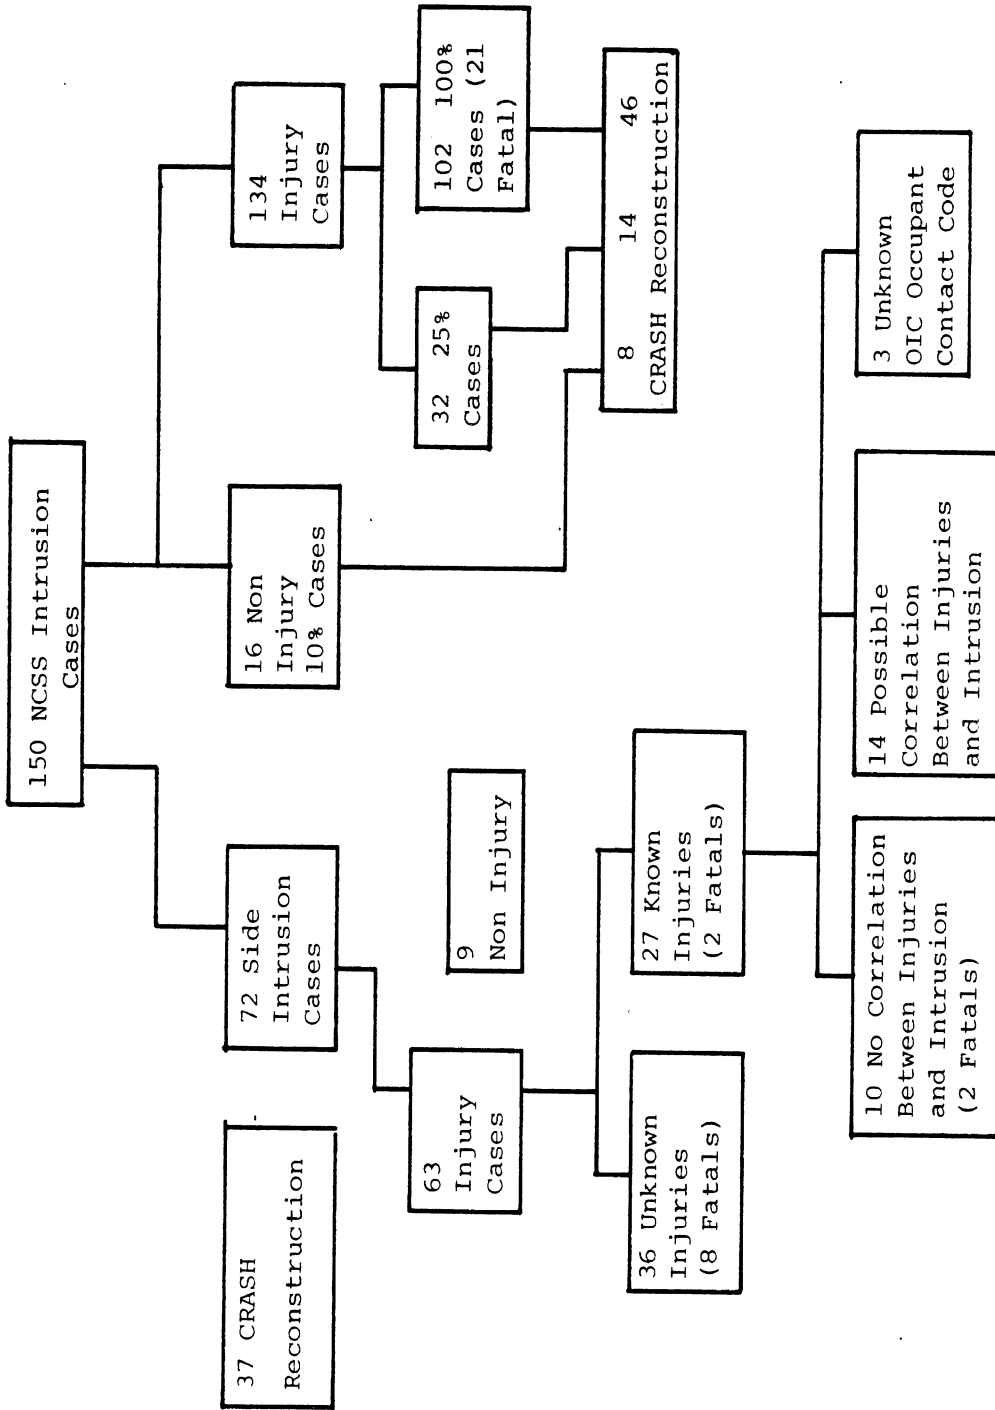 150 NCSS Intrusion
Cases
37 CRASH
Reconstruction
72 Side
Intrusion
Cases
16 Non
Injury
10% Cases
134
Injury
Cases
63
Injury
Cases
9
Non Injury
32 25%
Cases
102 100%
Cases (21
Fatal)
36 Unknown
Injuries
(8 Fatals)
27 Known
Injuries
(2 Fatals)
8 14 46
CRASH Reconstruction
10 No Correlation
Between Injuries
and Intrusion
(2 Fatals)
14 Possible
Correlation
Between Injuries
and Intrusion
3 Unknown
OIC Occupant
Contact Code